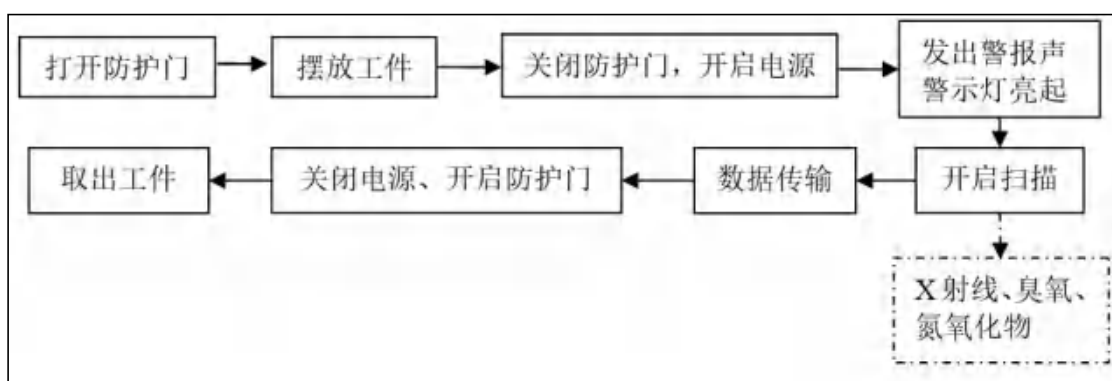 打开防护门
摆放工件
关闭防护门，开启电源
发出警报声
警示灯亮起
开启扫描
数据传输
关闭电源、开启防护门
取出工件
X射线、臭氧、
氮氧化物